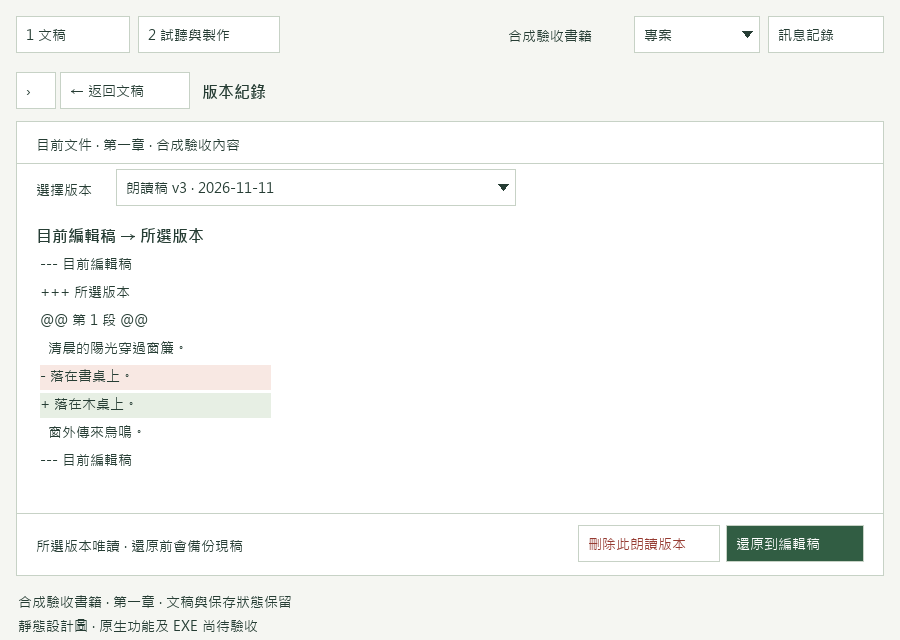 1 文稿
2 試聽與製作
合成驗收書籍
專案
訊息記錄
›
← 返回文稿
版本紀錄
目前文件 · 第一章 · 合成驗收內容
選擇版本
朗讀稿 v3 · 2026-11-11
目前編輯稿 → 所選版本
--- 目前編輯稿
+++ 所選版本
@@ 第 1 段 @@
清晨的陽光穿過窗簾。
- 落在書桌上。
+ 落在木桌上。
窗外傳來鳥鳴。
--- 目前編輯稿
所選版本唯讀 · 還原前會備份現稿
刪除此朗讀版本
還原到編輯稿
合成驗收書籍 · 第一章 · 文稿與保存狀態保留
靜態設計圖 · 原生功能及 EXE 尚待驗收